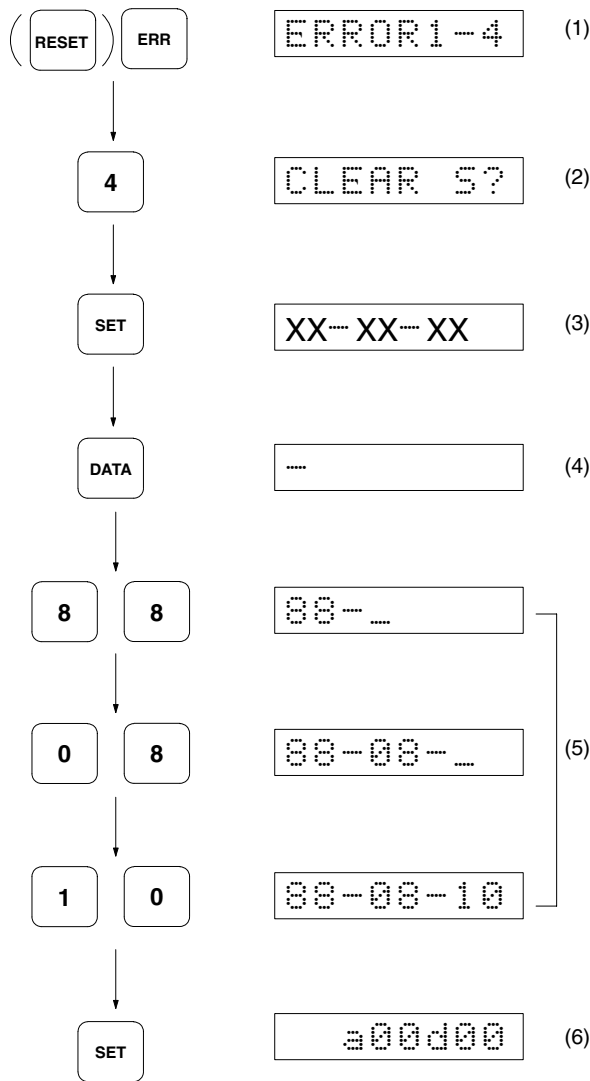 ( RESET ) ERR ERROR1-4 (1)
4 CLEAR S? (2)
SET XX-XX-XX (3)
DATA - (4)
8 8 88-_
0 8 88-08-_ (5)
1 0 88-08-10
SET a00d00 (6)